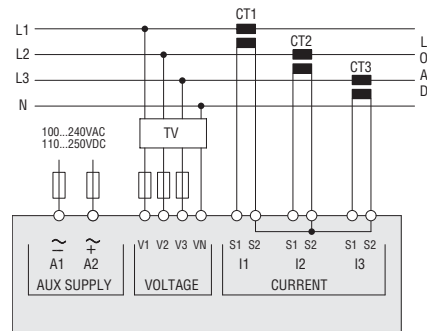 CT1
L1
CT2
L2
L
O
A
D
CT3
L3
N
100...240VAC
110...250VDC
TV
V1 V2 V3 VN
S1 S2 S1 S2 S1 S2
~ ~
− +
A1 A2
I1 I2 I3
AUX SUPPLY VOLTAGE CURRENT